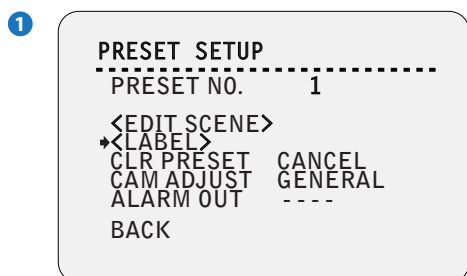 1
PRESET SETUP
PRESET NO. 1
<EDIT SCENE>
<LABEL>
CLR PRESET CANCEL
CAM ADJUST GENERAL
ALARM OUT ----
BACK